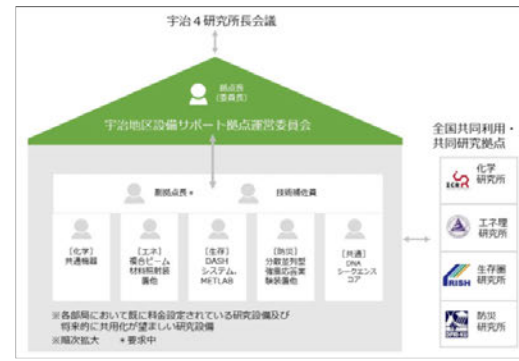 宇治4研究所長会議
拠点長
(委員長)
宇治地区設備サポート拠点運営委員会
副拠点長*
技術補佐員
[化学]
共通機器
[エネ]
複合ビーム
材料照射装
置他
[生存]
DASH
システム,
METLAB
[防災]
分散並列型
強震応答実
験装置他
[共通]
DNA
シークエンス
コア
※各部局において既に料金設定されている研究設備及び
将来的に共用化が望ましい研究設備
※順次拡大 *要求中
全国共同利用・
共同研究拠点
ICR
化学
研究所
エネ理
研究所
RISH
生存圏
研究所
防災
研究所